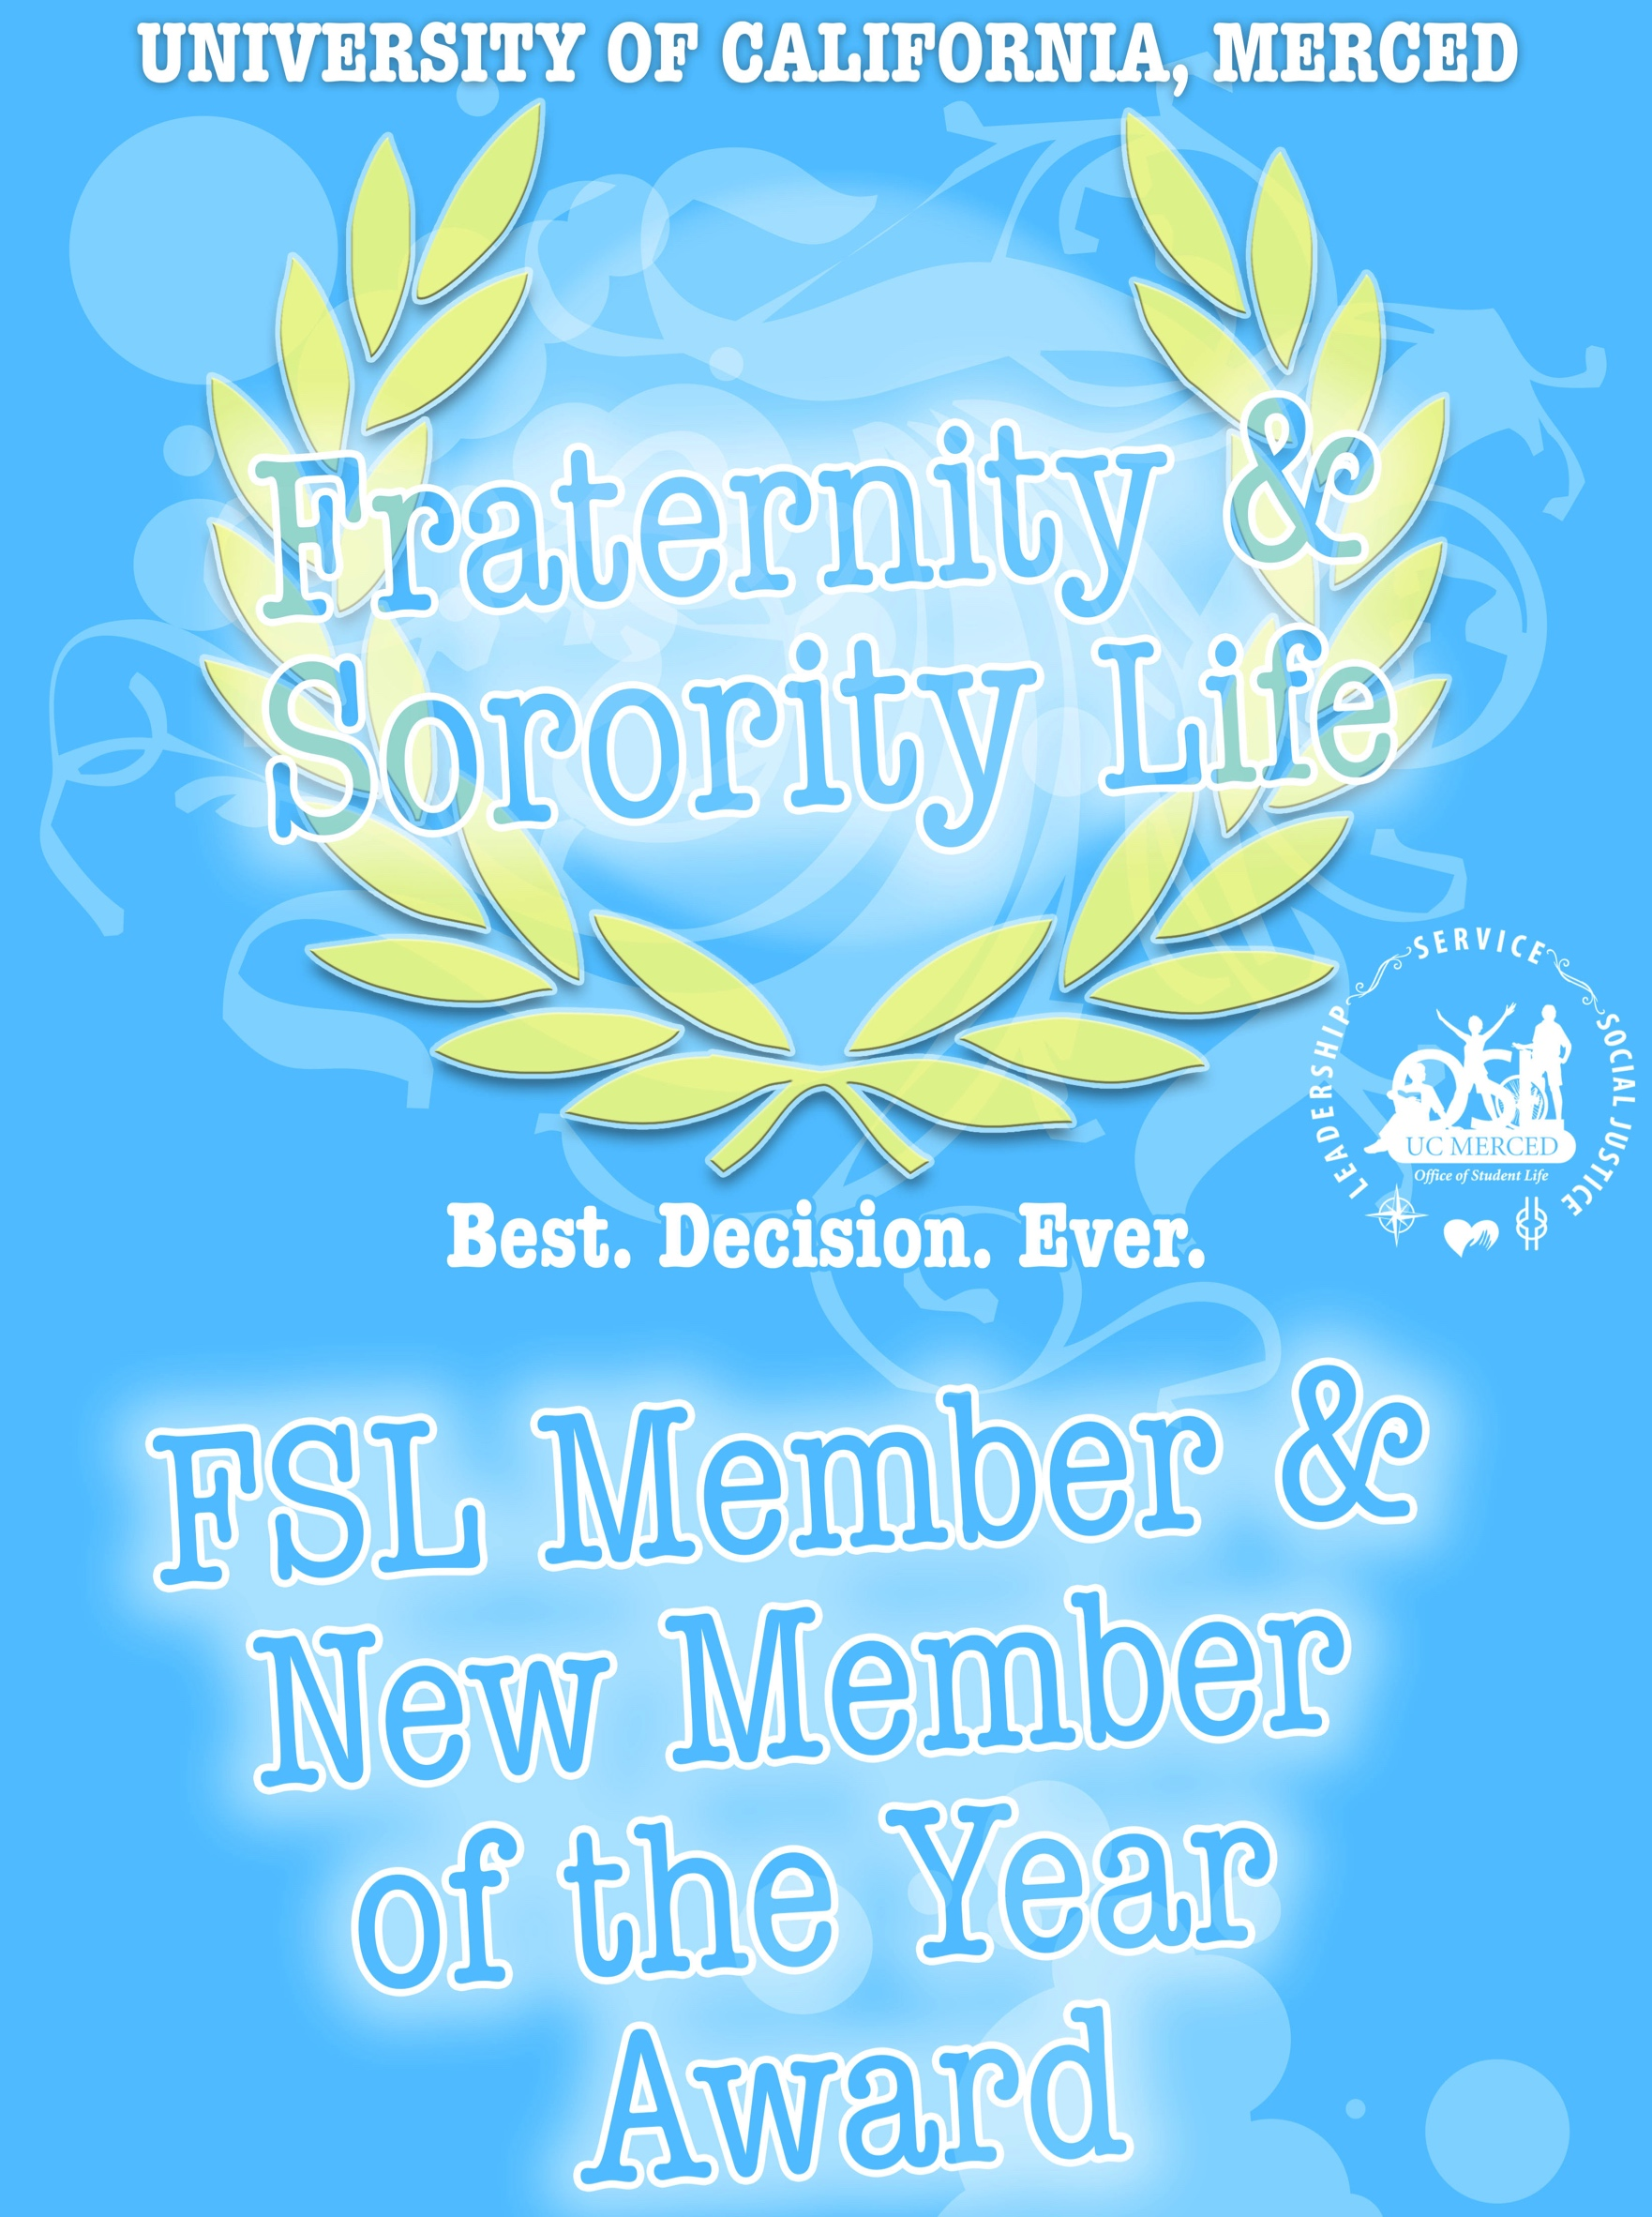 UNIVERSITY OF CALIFORNIA, MERCED
Fraternity &
Sorority Life
LEADERSHIP
SERVICE
SOCIAL JUSTICE
OSL
UC MERCED
Office of Student Life
Best. Decision. Ever.
FSL Member &
New Member
of the Year
Award